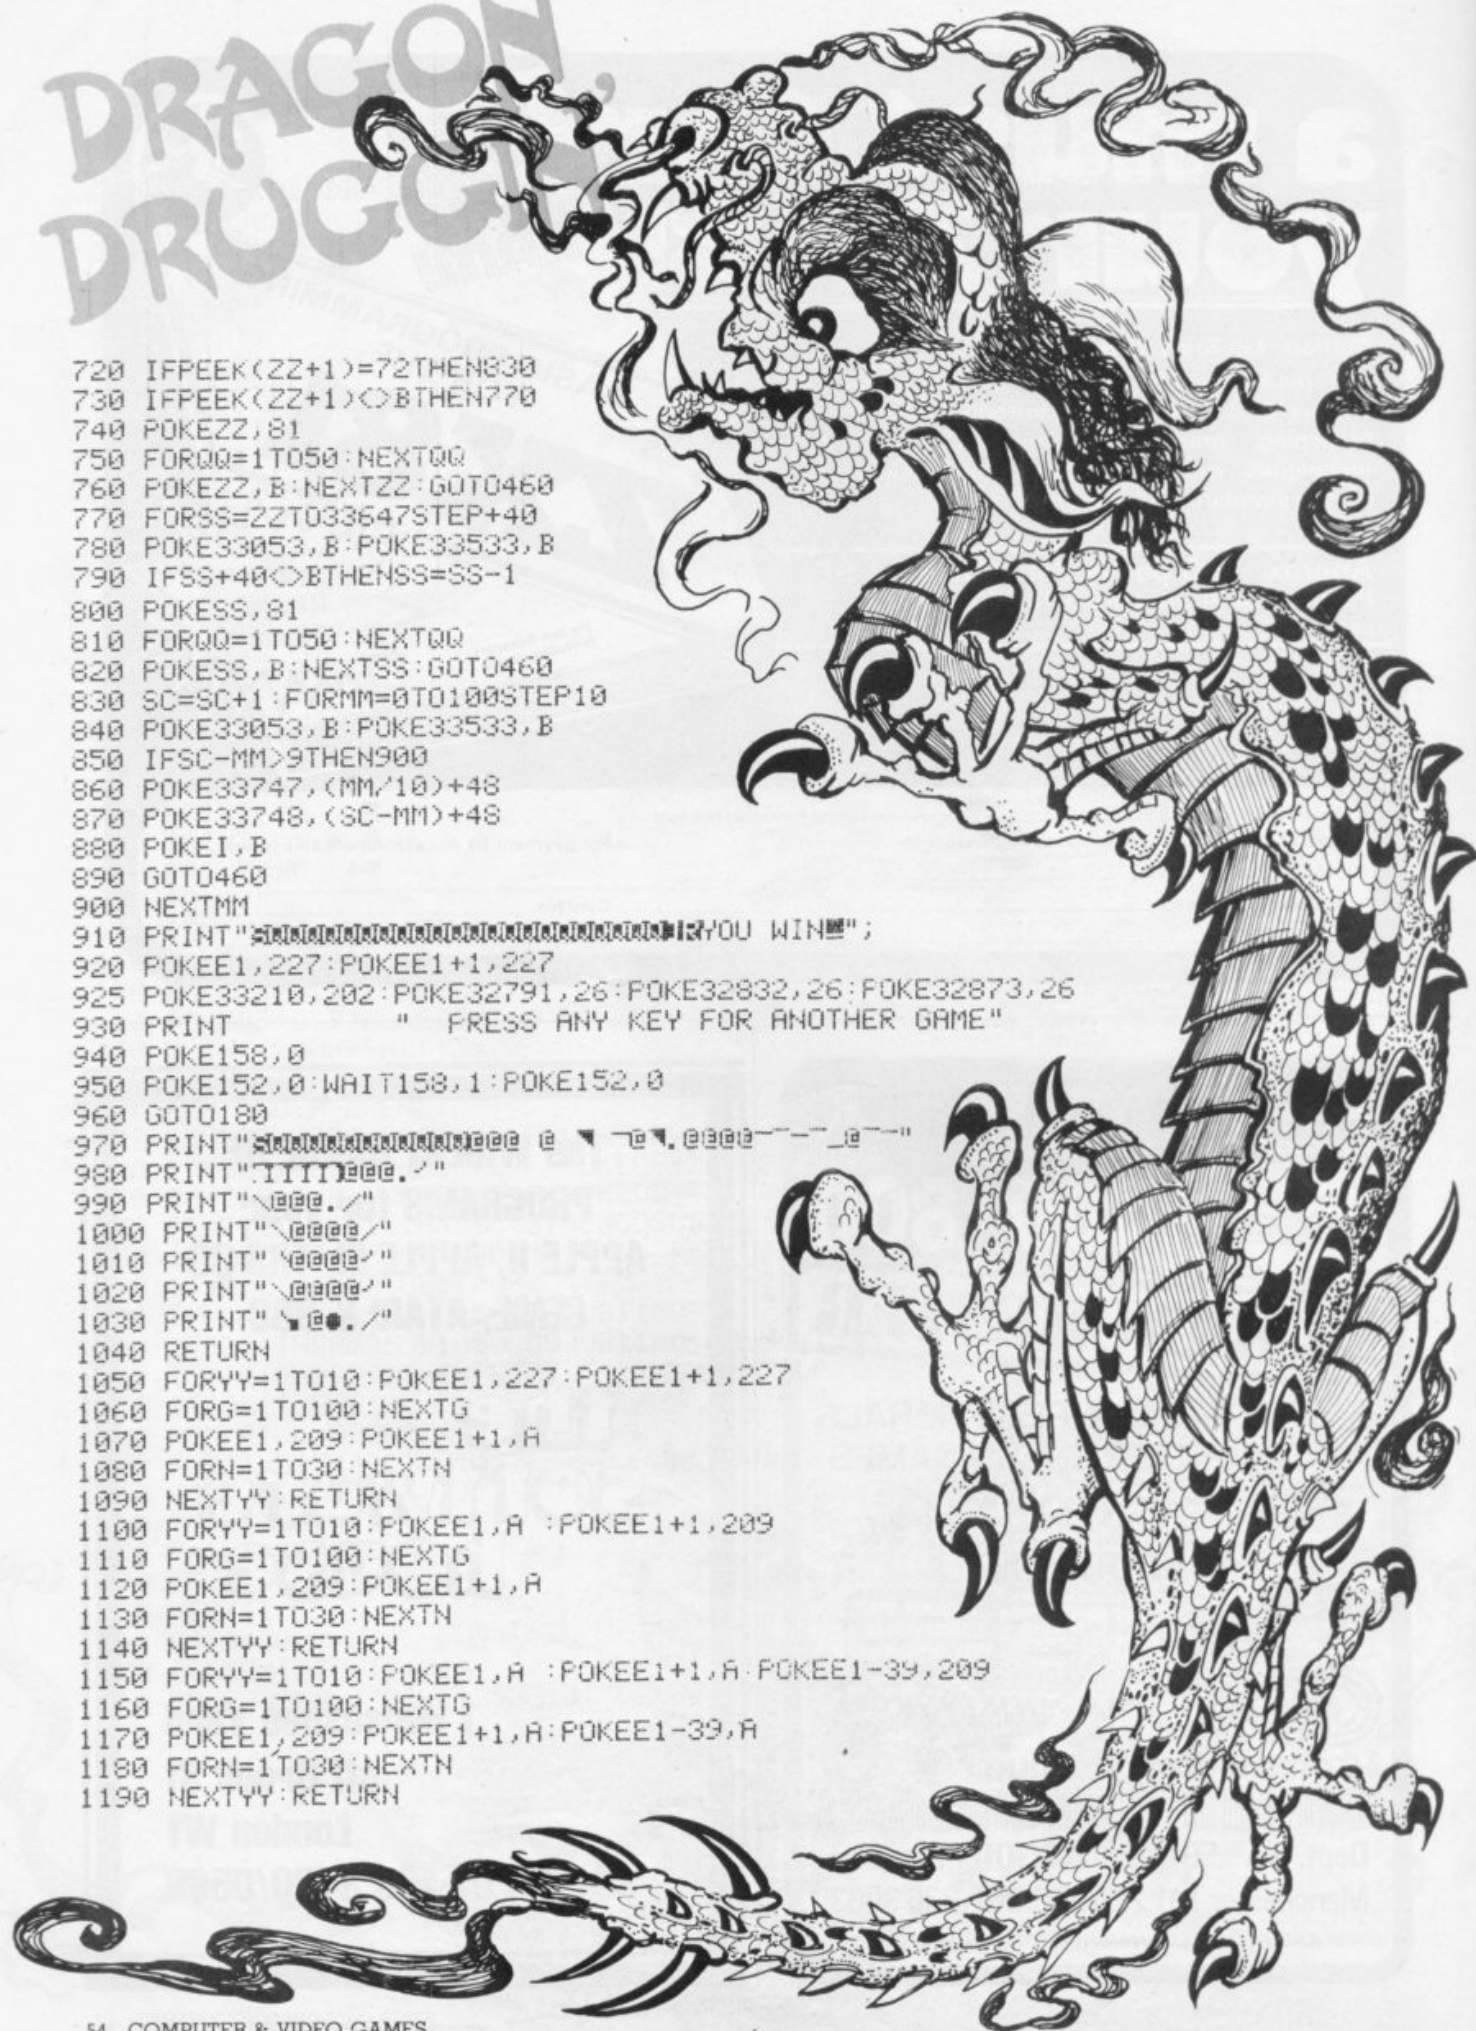 DRAGON,
DRUGGIN'
720 IFPEEK(ZZ+1)=72THEN830
730 IFPEEK(ZZ+1)<>BTHEN770
740 POKEZZ,81
750 FORQQ=1TO50:NEXTQQ
760 POKEZZ,B:NEXTZZ:GOTO460
770 FORSS=ZZTO33647STEP+40
780 POKE33053,B:POKE33533,B
790 IFSS+40<>BTHENSS=SS-1
800 POKESS,81
810 FORQQ=1TO50:NEXTQQ
820 POKESS,B:NEXTSS:GOTO460
830 SC=SC+1:FORMM=0TO100STEP10
840 POKE33053,B:POKE33533,B
850 IFSC-MM>9THEN900
860 POKE33747,(MM/10)+48
870 POKE33748,(SC-MM)+48
880 POKEI,B
890 GOTO460
900 NEXTMM
910 PRINT"YOU WIN";
920 POKEE1,227:POKEE1+1,227
925 POKE33210,202:POKE32791,26:POKE32832,26:POKE32873,26
930 PRINT " PRESS ANY KEY FOR ANOTHER GAME"
940 POKE158,0
950 POKE152,0:WAIT158,1:POKE152,0
960 GOTO180
970 PRINT"
980 PRINT"
990 PRINT"\@@@./"
1000 PRINT"\@@@@/"
1010 PRINT"\@@@@/"
1020 PRINT"\@@@@/"
1030 PRINT"
1040 RETURN
1050 FORYY=1TO10:POKEE1,227:POKEE1+1,227
1060 FORG=1TO100:NEXTG
1070 POKEE1,209:POKEE1+1,A
1080 FORN=1TO30:NEXTN
1090 NEXTYY:RETURN
1100 FORYY=1TO10:POKEE1,A :POKEE1+1,209
1110 FORG=1TO100:NEXTG
1120 POKEE1,209:POKEE1+1,A
1130 FORN=1TO30:NEXTN
1140 NEXTYY:RETURN
1150 FORYY=1TO10:POKEE1,A :POKEE1+1,A:POKEE1-39,209
1160 FORG=1TO100:NEXTG
1170 POKEE1,209:POKEE1+1,A:POKEE1-39,A
1180 FORN=1TO30:NEXTN
1190 NEXTYY:RETURN
54 COMPUTER & VIDEO GAMES